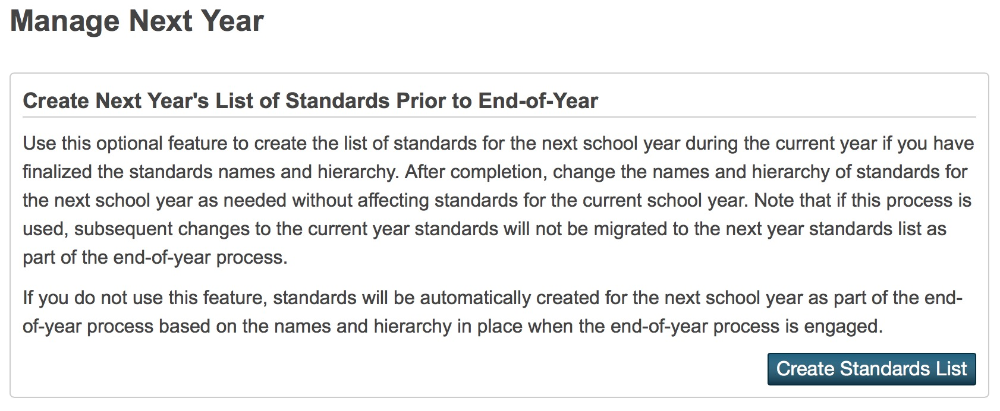 Manage Next Year
Create Next Year's List of Standards Prior to End-of-Year
Use this optional feature to create the list of standards for the next school year during the current year if you have
finalized the standards names and hierarchy. After completion, change the names and hierarchy of standards for
the next school year as needed without affecting standards for the current school year. Note that if this process is
used, subsequent changes to the current year standards will not be migrated to the next year standards list as
part of the end-of-year process.
If you do not use this feature, standards will be automatically created for the next school year as part of the end-
of-year process based on the names and hierarchy in place when the end-of-year process is engaged.
Create Standards List